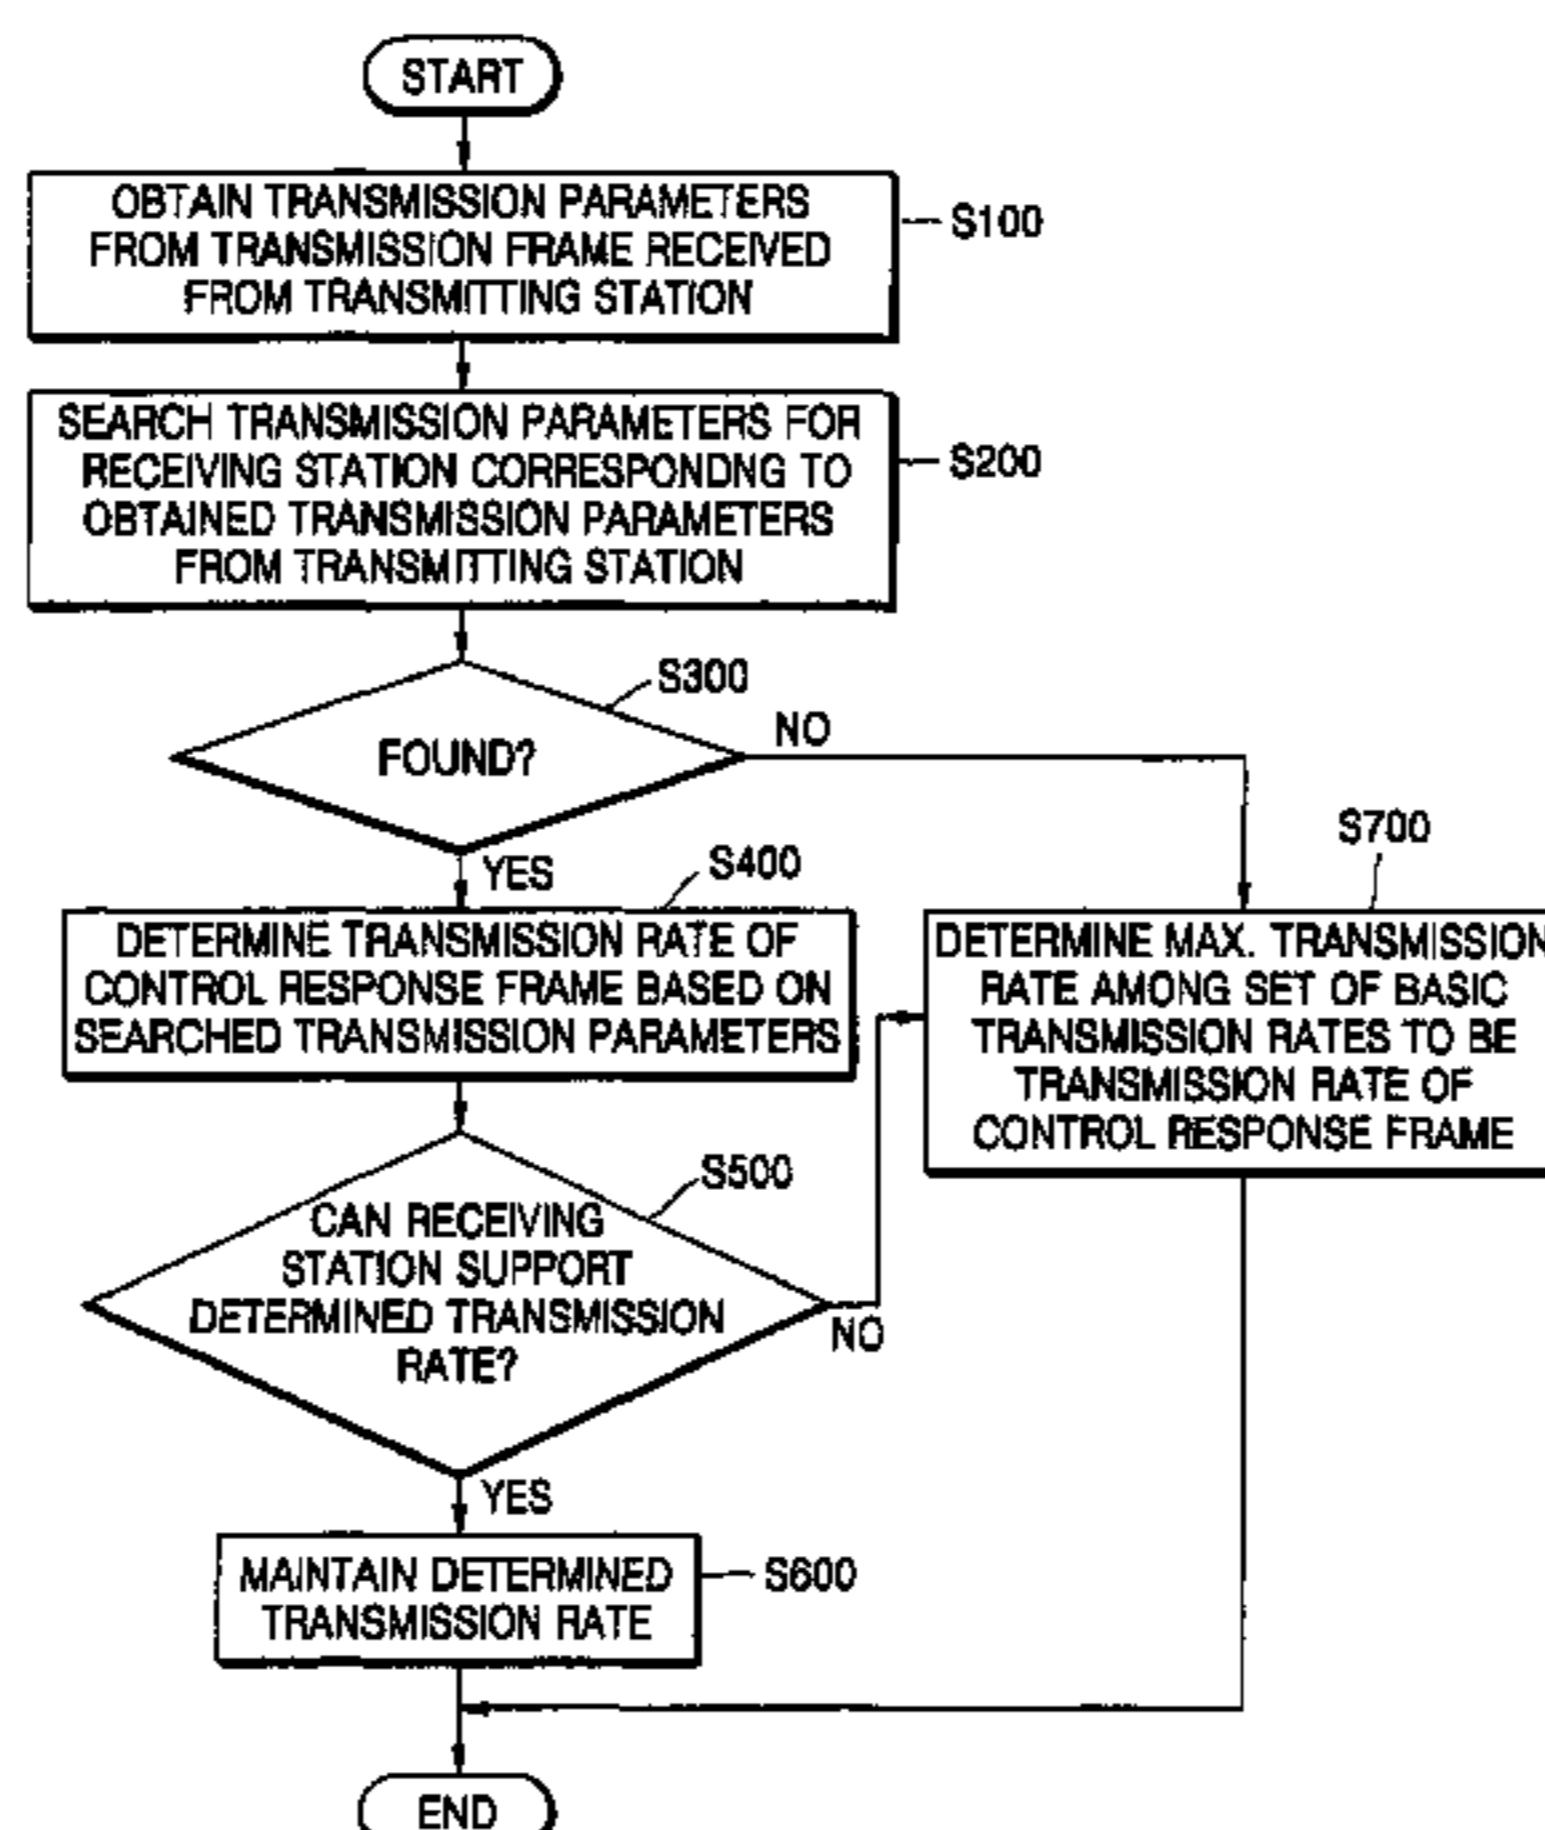 START
OBTAIN TRANSMISSION PARAMETERS
FROM TRANSMISSION FRAME RECEIVED
FROM TRANSMITTING STATION
S100
SEARCH TRANSMISSION PARAMETERS FOR
RECEIVING STATION CORRESPONDNG TO
OBTAINED TRANSMISSION PARAMETERS
FROM TRANSMITTING STATION
S200
S300
FOUND?
NO
YES
S400
DETERMINE TRANSMISSION RATE OF
CONTROL RESPONSE FRAME BASED ON
SEARCHED TRANSMISSION PARAMETERS
S700
DETERMINE MAX. TRANSMISSION
RATE AMONG SET OF BASIC
TRANSMISSION RATES TO BE
TRANSMISSION RATE OF
CONTROL RESPONSE FRAME
S500
CAN RECEIVING
STATION SUPPORT
DETERMINED TRANSMISSION
RATE?
NO
YES
MAINTAIN DETERMINED
TRANSMISSION RATE
S600
END